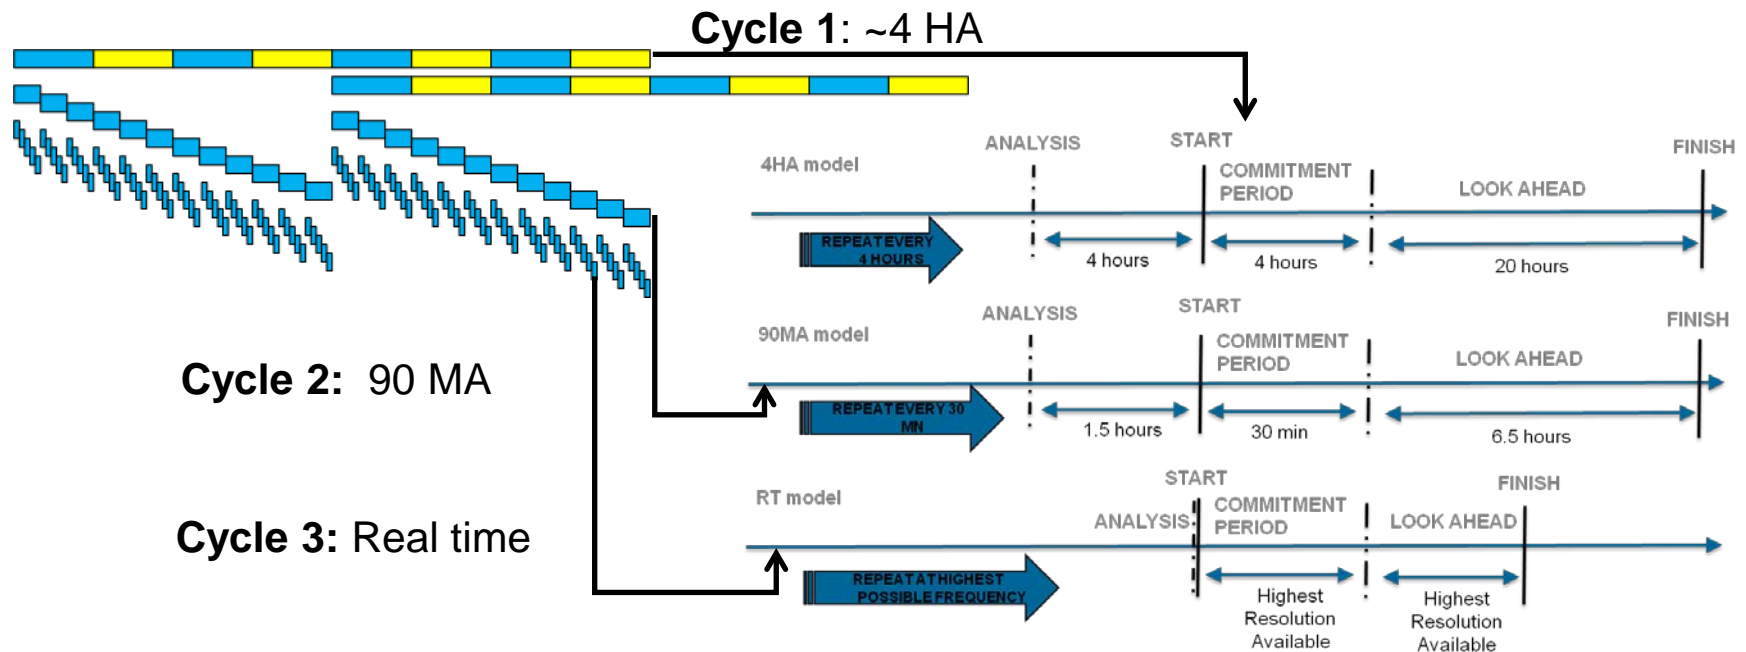 Cycle 1: ~4 HA
4HA model
ANALYSIS
START
COMMITMENT
PERIOD
LOOK AHEAD
FINISH
REPEAT EVERY
4 HOURS
4 hours
4 hours
20 hours
Cycle 2: 90 MA
90MA model
ANALYSIS
START
COMMITMENT
PERIOD
LOOK AHEAD
FINISH
REPEAT EVERY 30
MN
1.5 hours
30 min
6.5 hours
Cycle 3: Real time
RT model
ANALYSIS
START
COMMITMENT
PERIOD
LOOK AHEAD
FINISH
REPEAT AT HIGHEST
POSSIBLE FREQUENCY
Highest
Resolution
Available
Highest
Resolution
Available